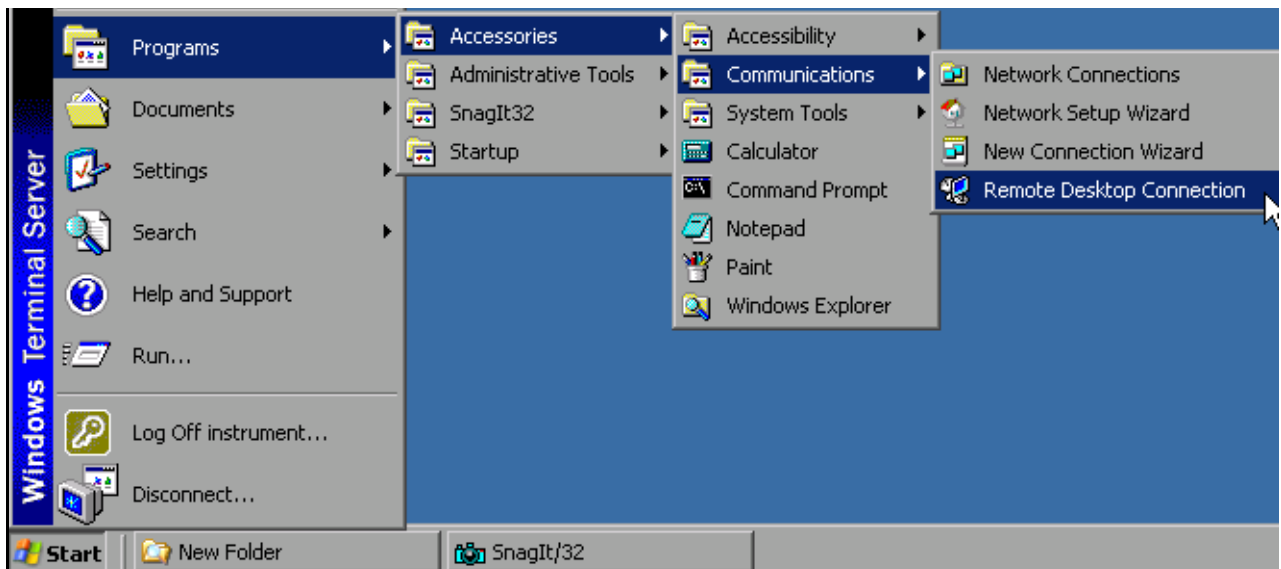 Windows Terminal Server
Programs
Documents
Settings
Search
Help and Support
Run...
Log Off instrument...
Disconnect...
Accessories
Administrative Tools
SnagIt32
Startup
Accessibility
Communications
System Tools
Calculator
Command Prompt
Notepad
Paint
Windows Explorer
Network Connections
Network Setup Wizard
New Connection Wizard
Remote Desktop Connection
Start
New Folder
SnagIt/32